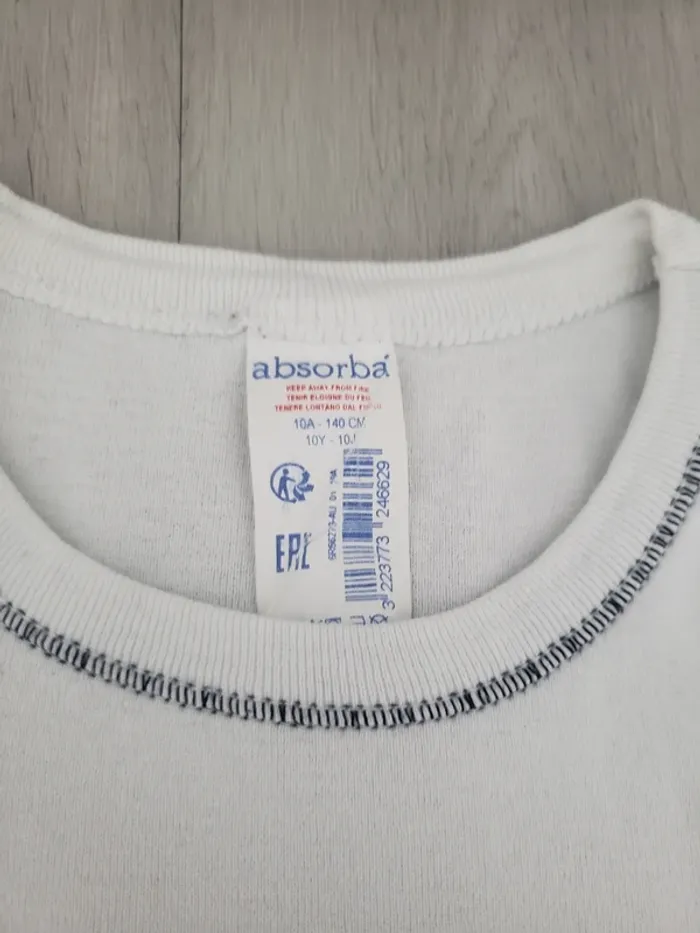 absorba
KEEP AWAY FROM FIRE
TENIR ELOIGNE DU FEU
TENERE LONTANO DAL FUOCO
10A - 140 CM
10Y - 10J
EAC
3 223773 246629